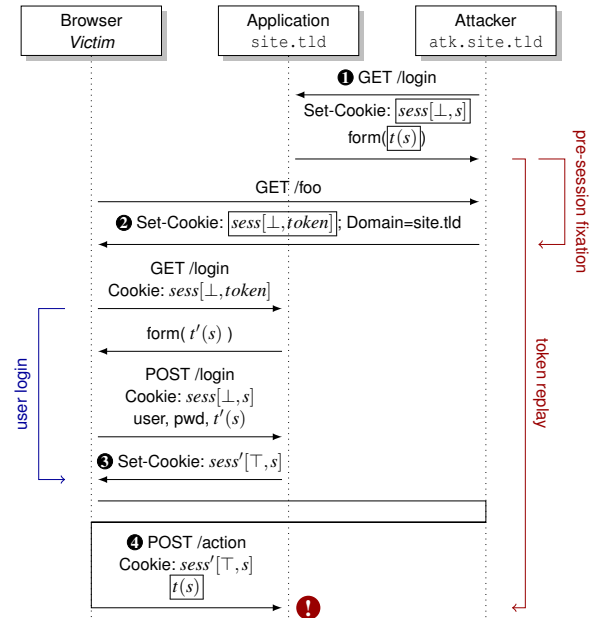 Browser
Victim
Application
site.tld
Attacker
atk.site.tld
❶ GET /login
Set-Cookie: sess[⊥,s]
form(t(s))
pre-session fixation
GET /foo
❷ Set-Cookie: sess[⊥,token]; Domain=site.tld
GET /login
Cookie: sess[⊥,token]
form( t′(s) )
user login
token replay
POST /login
Cookie: sess[⊥,s]
user, pwd, t′(s)
❸ Set-Cookie: sess′[⊤,s]
❹ POST /action
Cookie: sess′[⊤,s]
t(s)
!